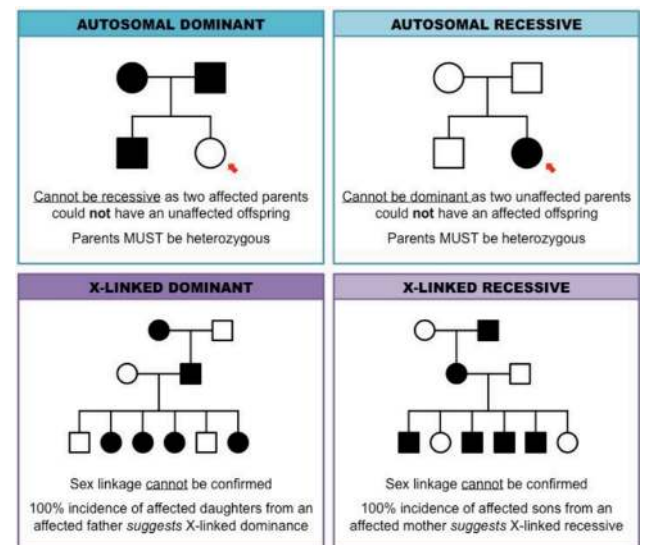 AUTOSOMAL DOMINANT
Cannot be recessive as two affected parents
could not have an unaffected offspring
Parents MUST be heterozygous
AUTOSOMAL RECESSIVE
Cannot be dominant as two unaffected parents
could not have an affected offspring
Parents MUST be heterozygous
X-LINKED DOMINANT
Sex linkage cannot be confirmed
100% incidence of affected daughters from an
affected father suggests X-linked dominance
X-LINKED RECESSIVE
Sex linkage cannot be confirmed
100% incidence of affected sons from an
affected mother suggests X-linked recessive